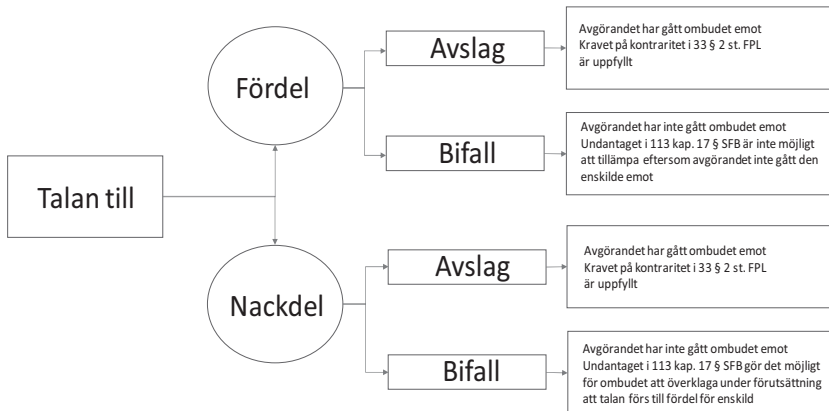 Talan till
Fördel
Avslag
Avgörandet har gått ombudet emot
Kravet på kontraritet i 33 § 2 st. FPL
är uppfyllt
Bifall
Avgörandet har inte gått ombudet emot
Undantaget i 113 kap. 17 § SFB är inte möjligt
att tillämpa eftersom avgörandet inte gått den
enskilde emot
Nackdel
Avslag
Avgörandet har gått ombudet emot
Kravet på kontraritet i 33 § 2 st. FPL
är uppfyllt
Bifall
Avgörandet har inte gått ombudet emot
Undantaget i 113 kap. 17 § SFB gör det möjligt
för ombudet att överklaga under förutsättning
att talan förs till fördel för enskild